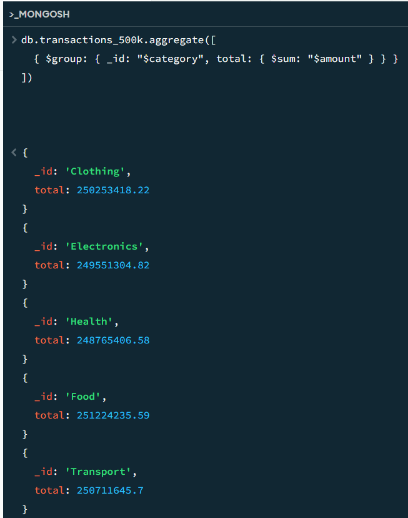 >_MONGOSH
> db.transactions_500k.aggregate([
{ $group: { _id: "$category", total: { $sum: "$amount" } } }
])
< {
_id: 'Clothing',
total: 250253418.22
}
{
_id: 'Electronics',
total: 249551304.82
}
{
_id: 'Health',
total: 248765406.58
}
{
_id: 'Food',
total: 251224235.59
}
{
_id: 'Transport',
total: 250711645.7
}